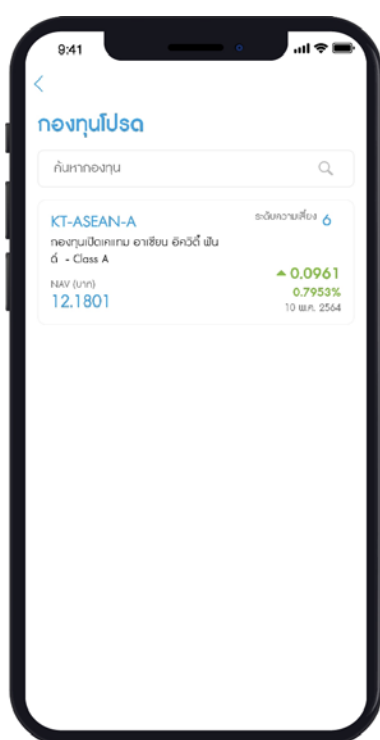 9:41
กองทุนโปรด
ค้นหากองทุน
KT-ASEAN-A
ระดับความเสี่ยง 6
กองทุนเปิดเคแทม อาเซียน อิควิตี้ ฟัน
ด์ - Class A
▲ 0.0961
NAV (บาท)
0.7953%
12.1801
10 พ.ค. 2564